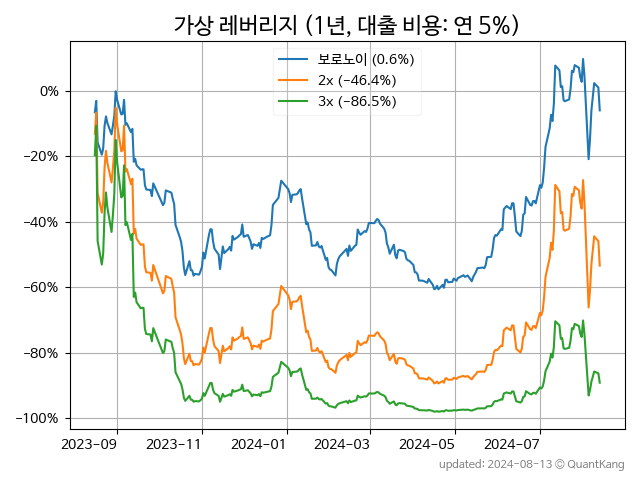 가상 레버리지 (1년, 대출 비용: 연 5%)
보로노이 (0.6%)
2x (−46.4%)
3x (−86.5%)
0%
−20%
−40%
−60%
−80%
−100%
2023-09 2023-11 2024-01 2024-03 2024-05 2024-07
updated: 2024-08-13 © QuantKang